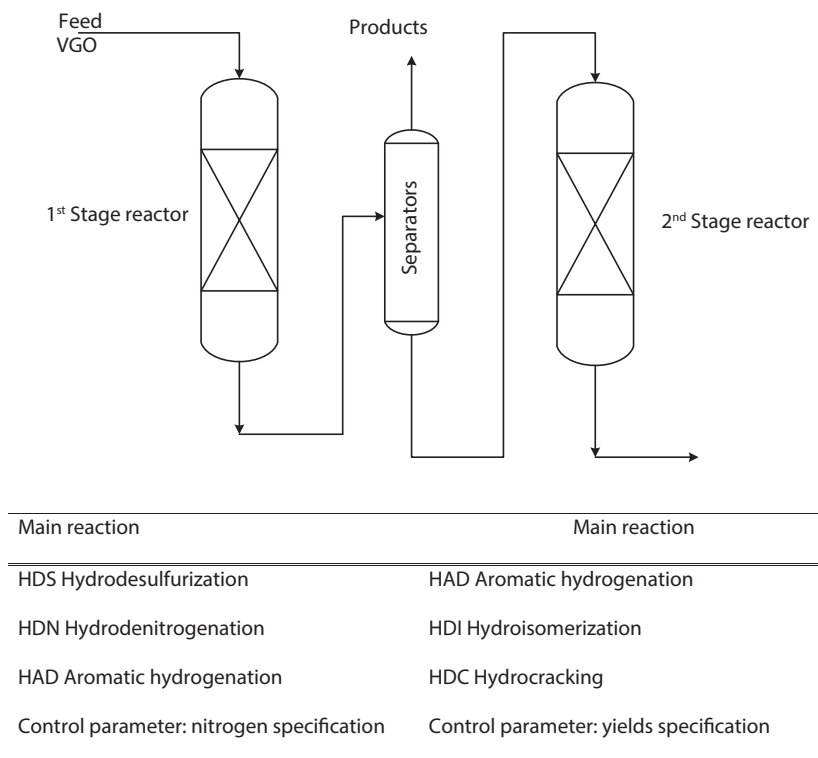 Feed
VGO
Products
1st Stage reactor
Separators
2nd Stage reactor
Main reaction Main reaction
HDS Hydrodesulfurization HAD Aromatic hydrogenation
HDN Hydrodenitrogenation HDI Hydroisomerization
HAD Aromatic hydrogenation HDC Hydrocracking
Control parameter: nitrogen specification Control parameter: yields specification